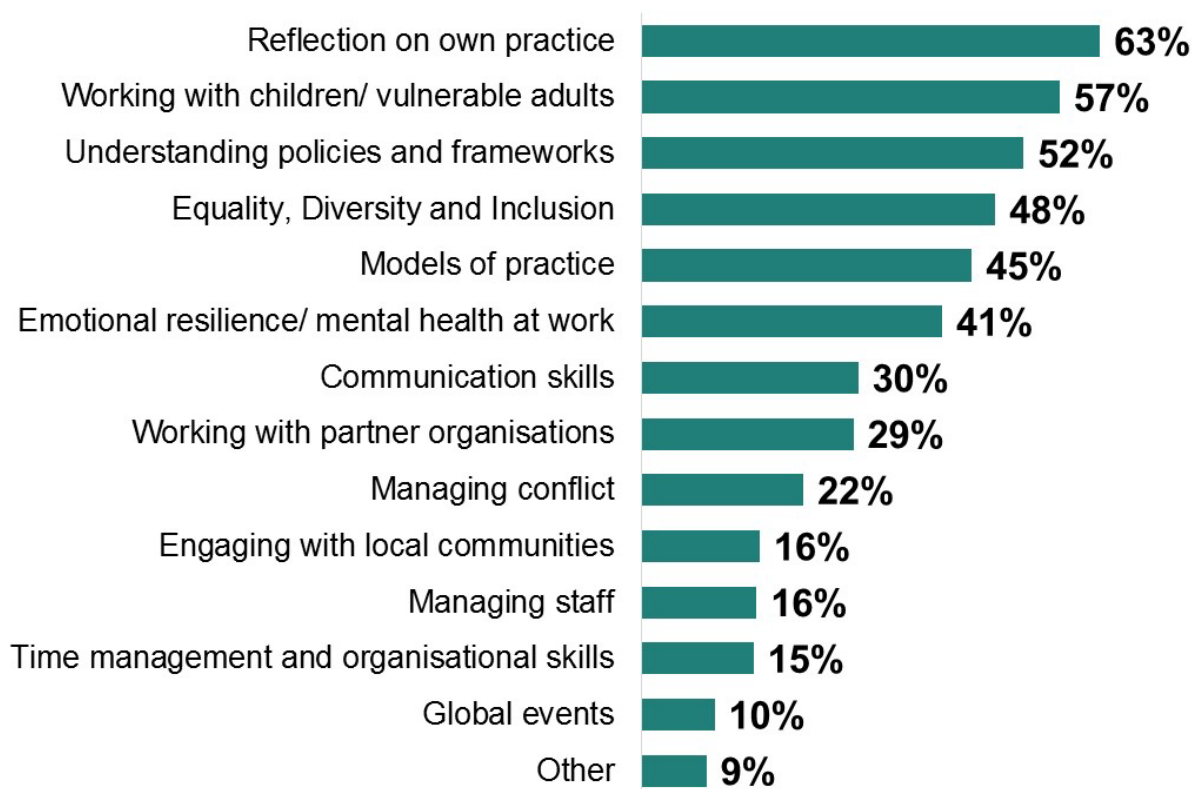 Reflection on own practice 63%
Working with children/ vulnerable adults 57%
Understanding policies and frameworks 52%
Equality, Diversity and Inclusion 48%
Models of practice 45%
Emotional resilience/ mental health at work 41%
Communication skills 30%
Working with partner organisations 29%
Managing conflict 22%
Engaging with local communities 16%
Managing staff 16%
Time management and organisational skills 15%
Global events 10%
Other 9%